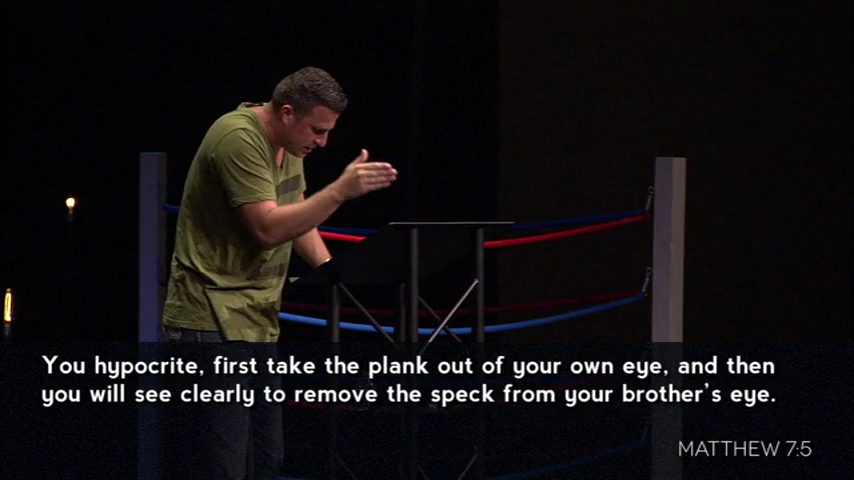 You hypocrite, first take the plank out of your own eye, and then
you will see clearly to remove the speck from your brother's eye.
MATTHEW 7:5